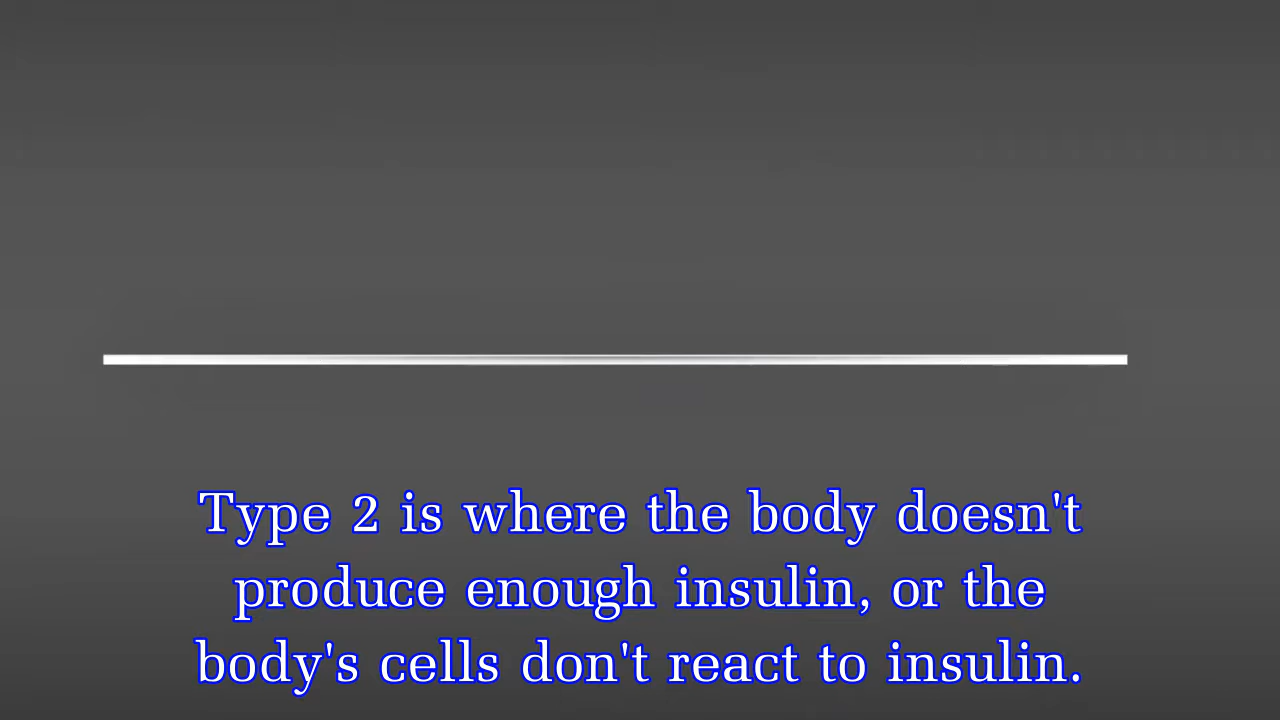 Type 2 is where the body doesn't
produce enough insulin, or the
body's cells don't react to insulin.